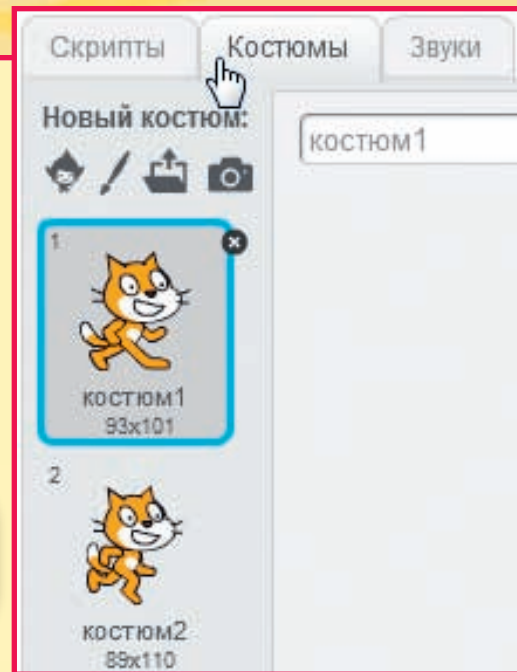 Скрипты Костюмы Звуки
Новый костюм:
костюм1
1
костюм1
93x101
2
костюм2
89x110